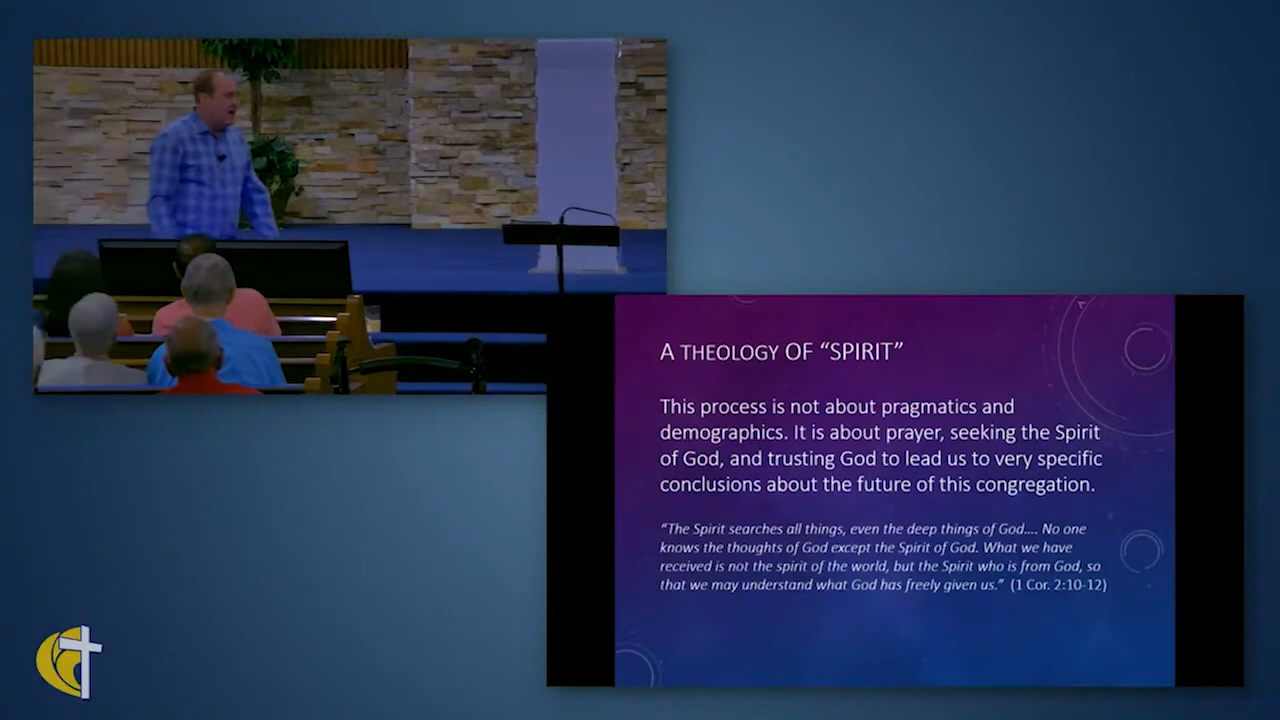 A THEOLOGY OF “SPIRIT”
This process is not about pragmatics and
demographics. It is about prayer, seeking the Spirit
of God, and trusting God to lead us to very specific
conclusions about the future of this congregation.
“The Spirit searches all things, even the deep things of God.... No one
knows the thoughts of God except the Spirit of God. What we have
received is not the spirit of the world, but the Spirit who is from God, so
that we may understand what God has freely given us.” (1 Cor. 2:10-12)